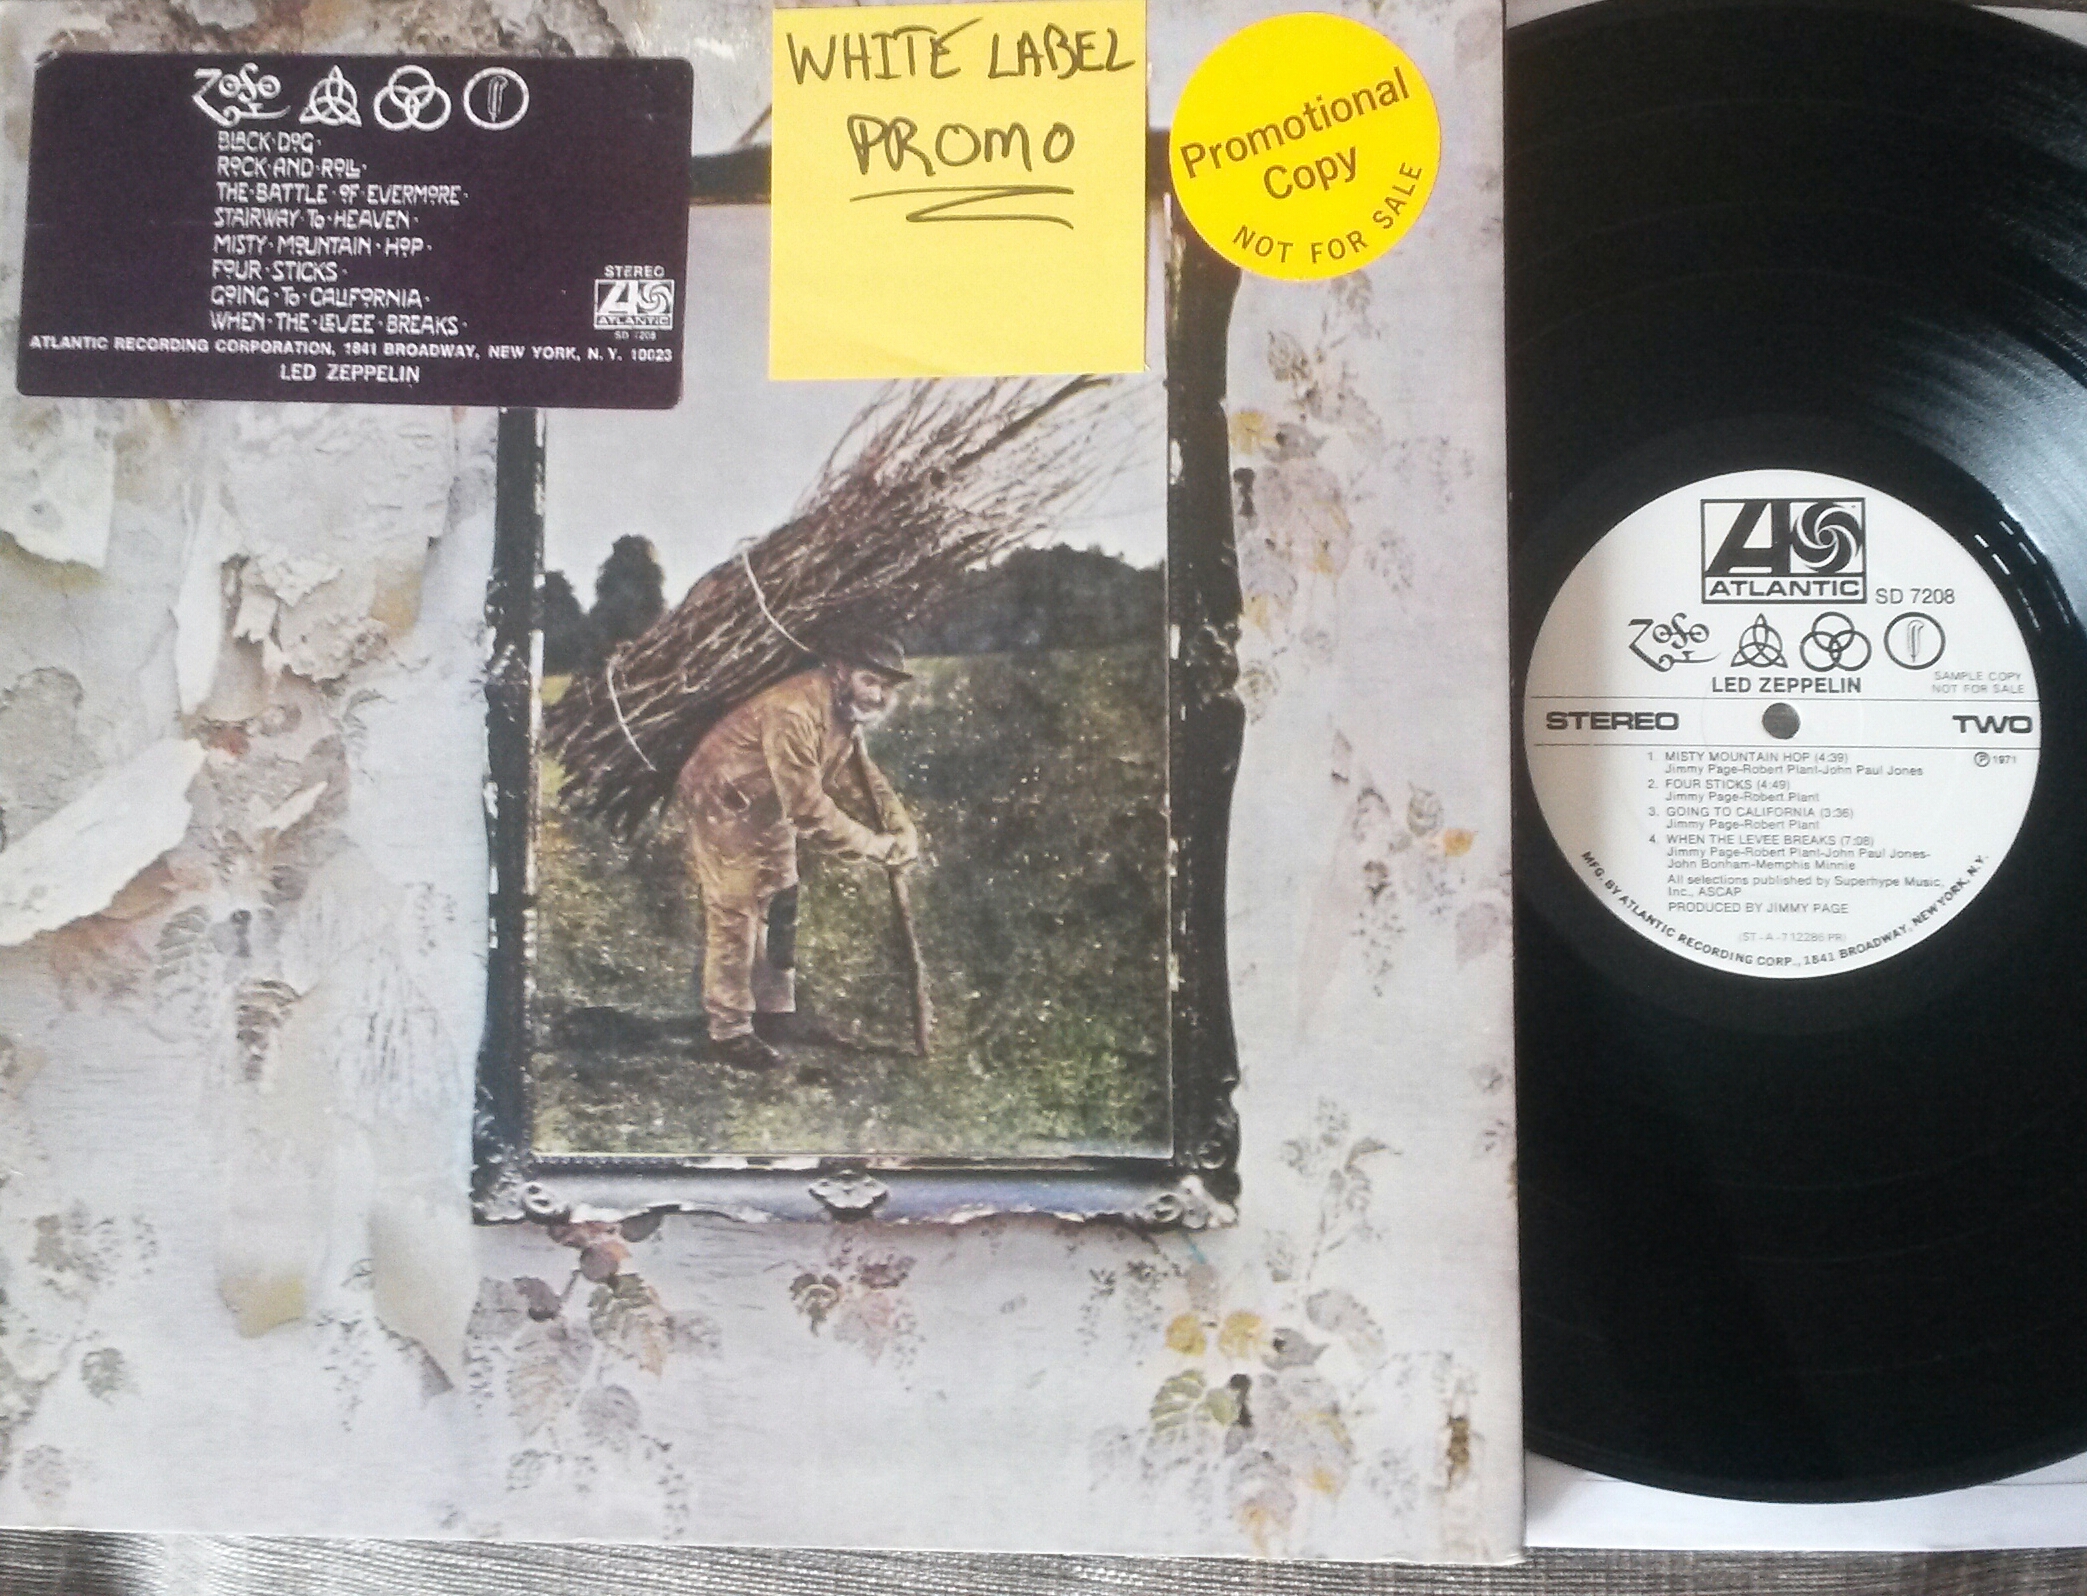 ZoSo
BLACK·DOG·
ROCK·AND·ROLL·
THE·BATTLE·OF·EVERMORE·
STAIRWAY·To·HEAVEN·
MISTY·MOUNTAIN·HOP·
FOUR·STICKS·
GOING·To·CALIFORNIA·
WHEN·THE·LEVEE·BREAKS·
STEREO
ATLANTIC
SD 7208
ATLANTIC RECORDING CORPORATION, 1841 BROADWAY, NEW YORK, N.Y. 10023
LED ZEPPELIN
WHITE LABEL
PROMO
Promotional
Copy
NOT FOR SALE
ATLANTIC
SD 7208
ZoSo
LED ZEPPELIN
SAMPLE COPY
NOT FOR SALE
STEREO
TWO
1. MISTY MOUNTAIN HOP (4:39)
Jimmy Page-Robert Plant-John Paul Jones
℗ 1971
2. FOUR STICKS (4:49)
Jimmy Page-Robert Plant
3. GOING TO CALIFORNIA (3:36)
Jimmy Page-Robert Plant
4. WHEN THE LEVEE BREAKS (7:08)
Jimmy Page-Robert Plant-John Paul Jones-
John Bonham-Memphis Minnie
All selections published by Superhype Music,
Inc., ASCAP
PRODUCED BY JIMMY PAGE
(ST-A-712286 PR)
MFG. BY ATLANTIC RECORDING CORP., 1841 BROADWAY, NEW YORK, N.Y.